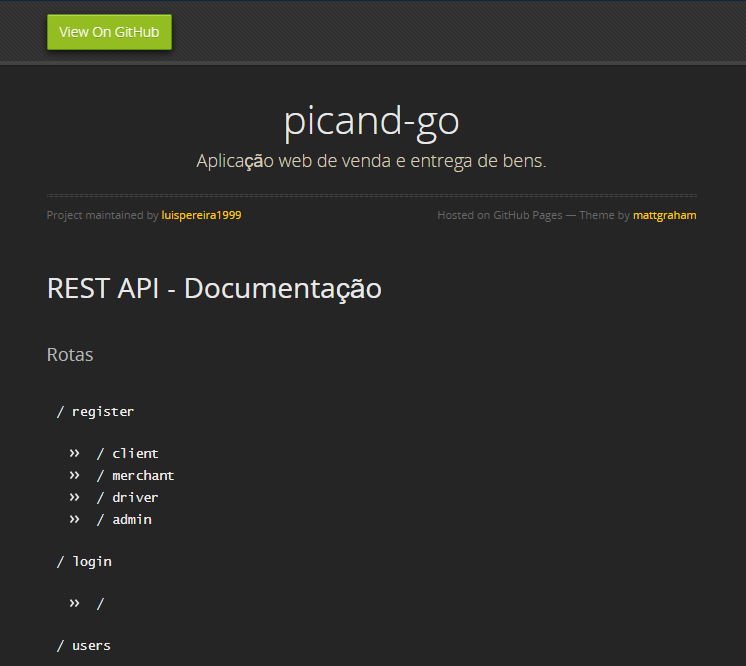 View On GitHub
picand-go
Aplicação web de venda e entrega de bens.
Project maintained by luispereira1999
Hosted on GitHub Pages — Theme by mattgraham
REST API - Documentação
Rotas
/ register
» / client
» / merchant
» / driver
» / admin
/ login
» /
/ users